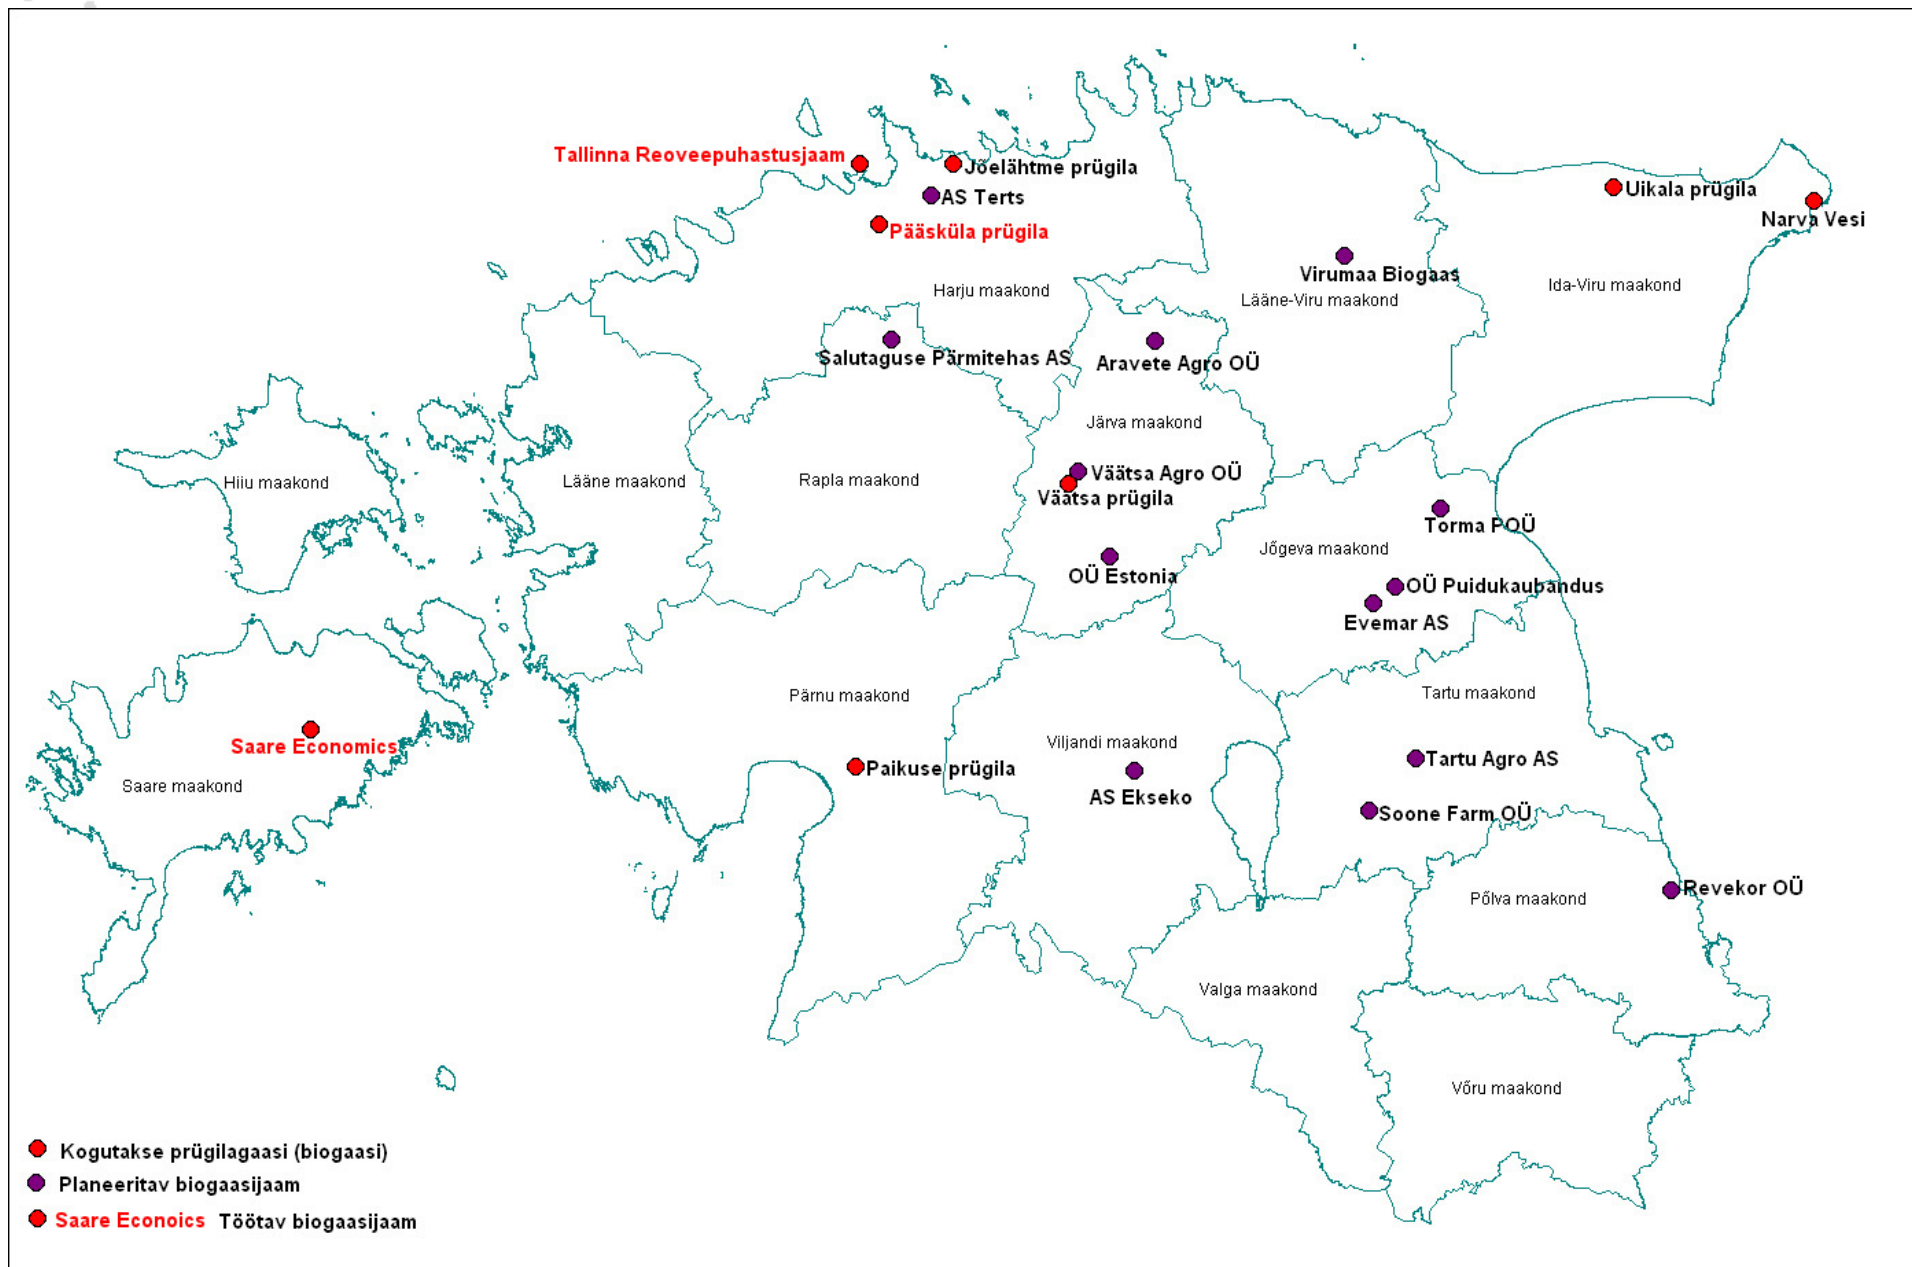 Tallinna Reoveepuhastusjaam
Jõelähtme prügila
AS Terts
Pääsküla prügila
Uikala prügila
Narva Vesi
Virumaa Biogaas
Harju maakond
Lääne-Viru maakond
Ida-Viru maakond
Salutaguse Pärmitehas AS
Aravete Agro OÜ
Järva maakond
Hiiu maakond
Lääne maakond
Rapla maakond
Väätsa Agro OÜ
Väätsa prügila
Torma POÜ
Jõgeva maakond
OÜ Estonia
OÜ Puidukaubandus
Evemar AS
Pärnu maakond
Tartu maakond
Saare Economics
Viljandi maakond
Paikuse prügila
Tartu Agro AS
Saare maakond
AS Ekseko
Soone Farm OÜ
Revekor OÜ
Põlva maakond
Valga maakond
Võru maakond
Kogutakse prügilagaasi (biogaasi)
Planeeritav biogaasijaam
Saare Econoics Töötav biogaasijaam